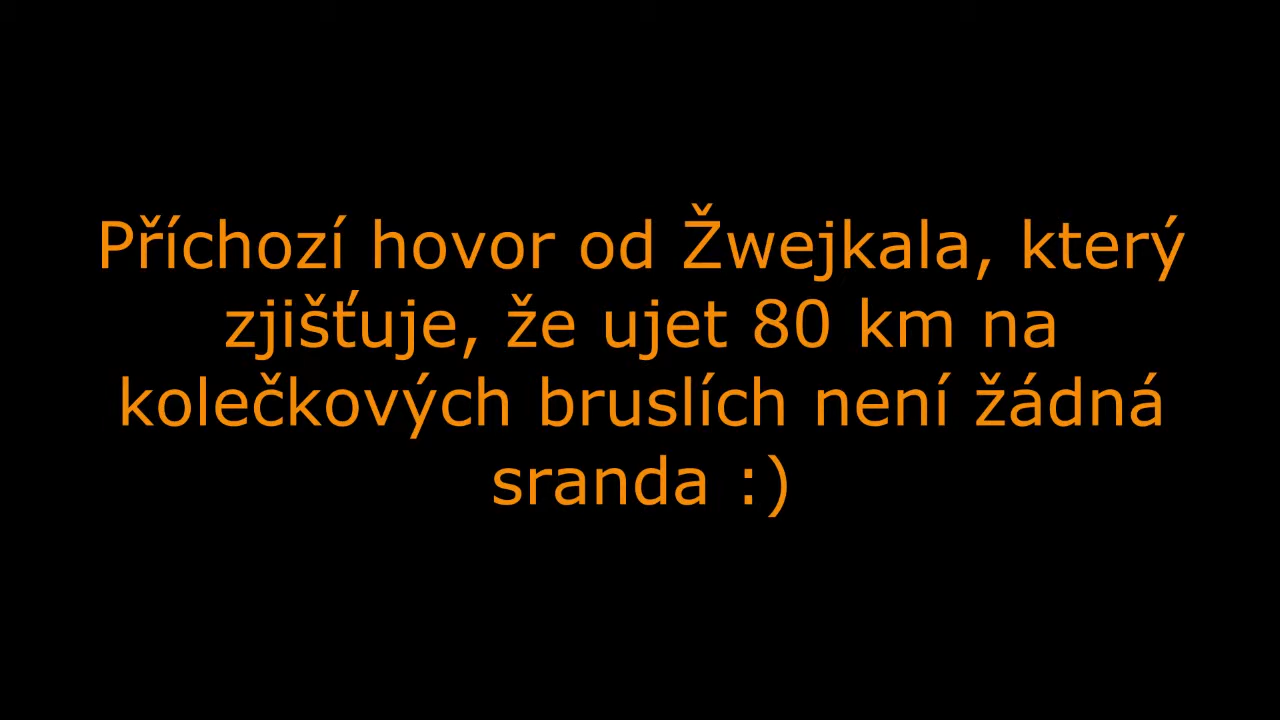 Příchozí hovor od Žwejkala, který
zjišťuje, že ujet 80 km na
kolečkových bruslích není žádná
sranda :)